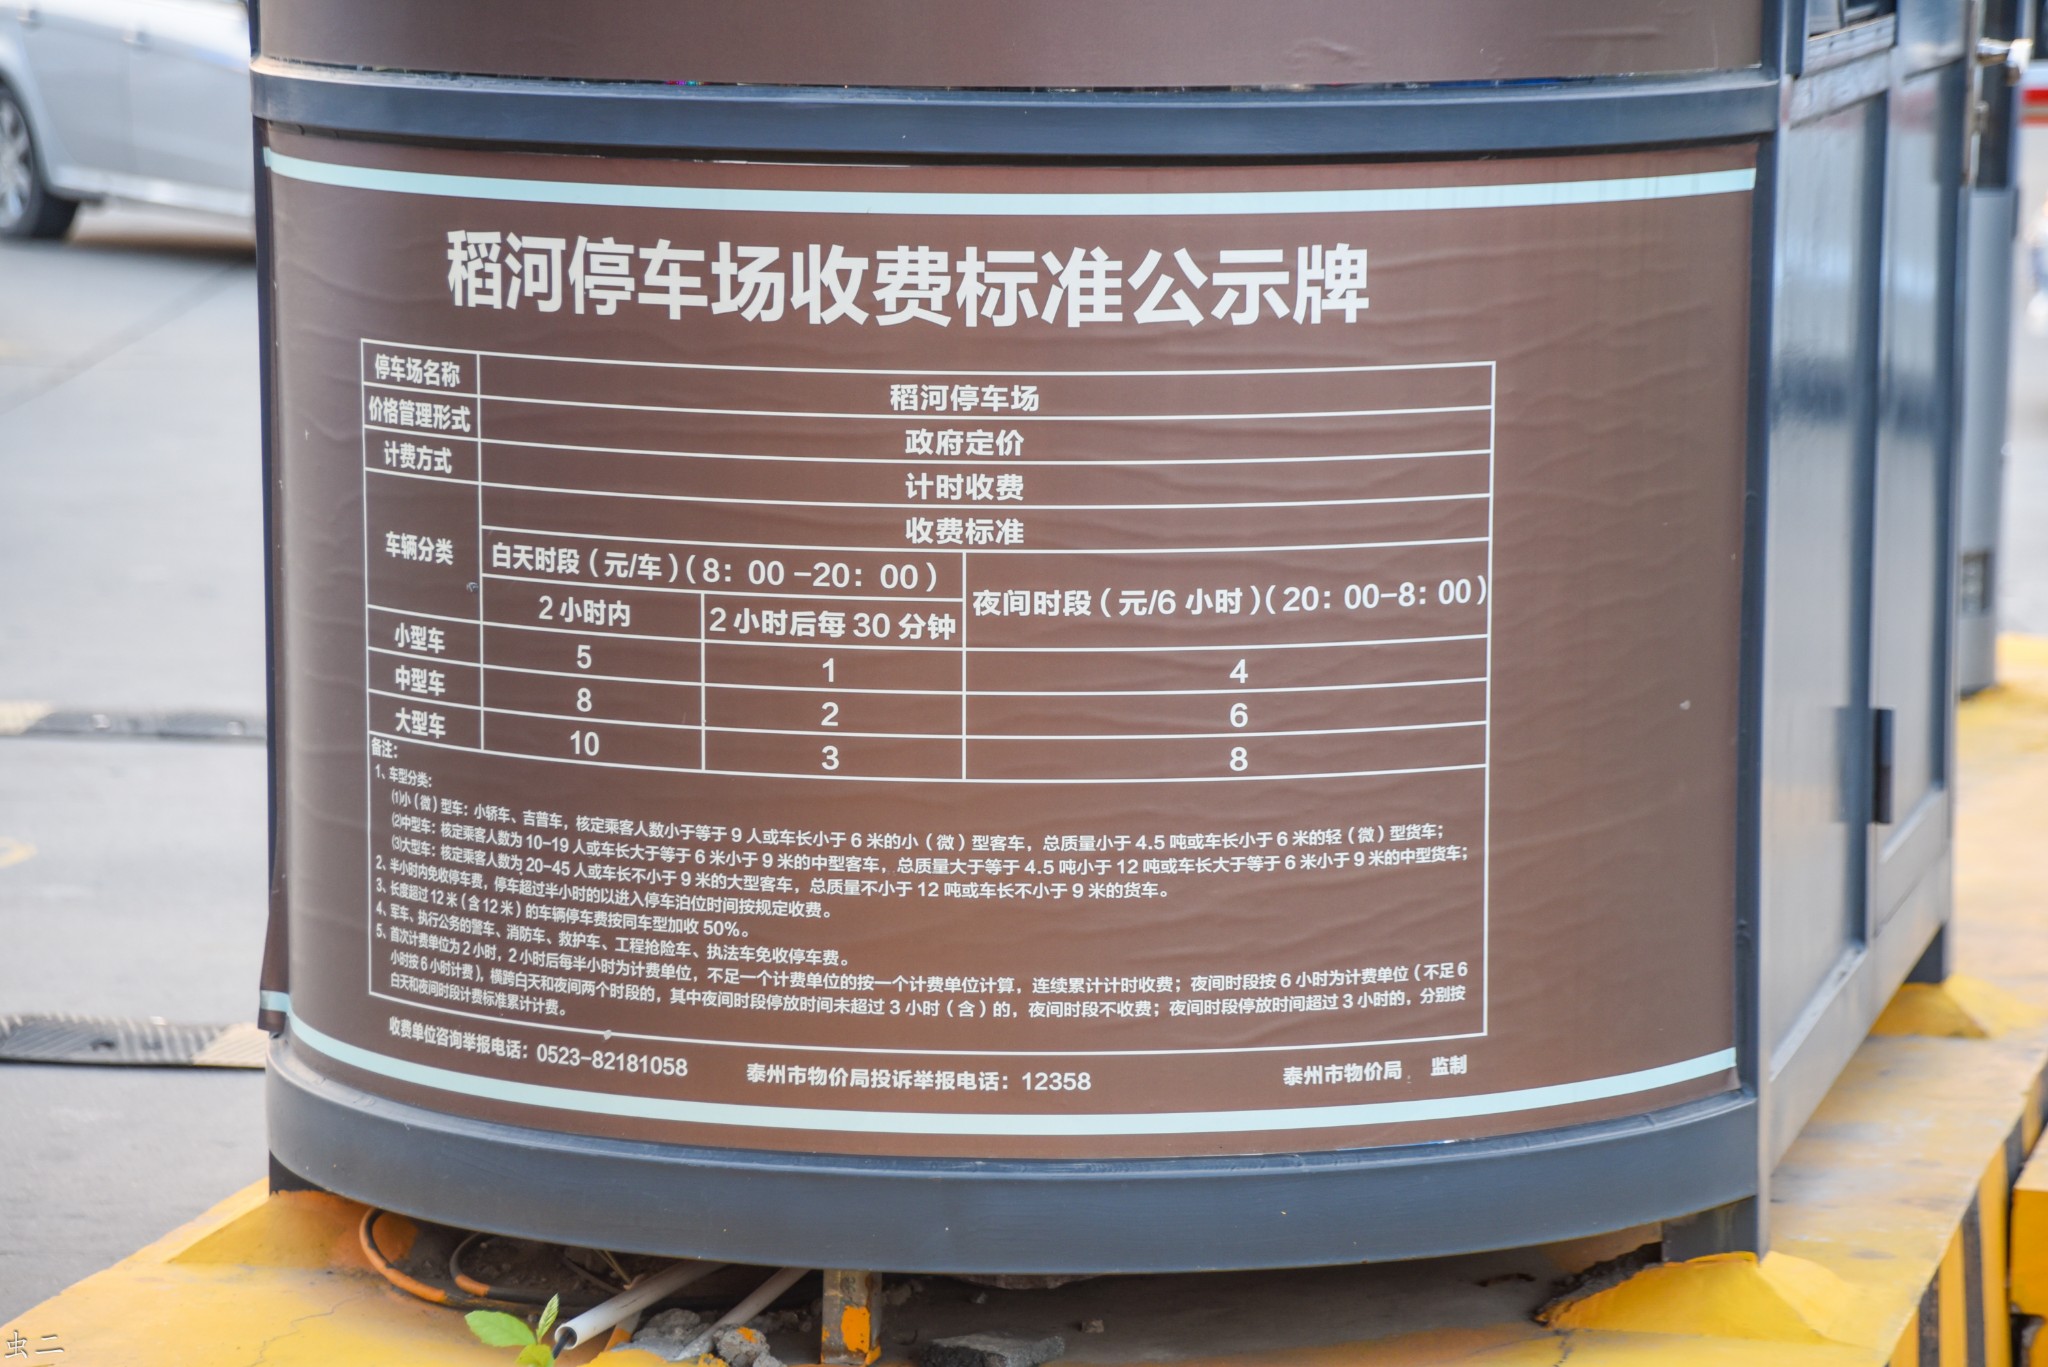 稻河停车场收费标准公示牌
停车场名称 稻河停车场
价格管理形式 政府定价
计费方式 计时收费
车辆分类 收费标准
白天时段（元/车）（8：00-20：00） 夜间时段（元/6小时）（20：00-8：00）
2小时内 2小时后每30分钟
小型车 5 1 4
中型车 8 2 6
大型车 10 3 8
备注：
1、车型分类：
⑴小（微）型车：小轿车、吉普车，核定乘客人数小于等于9人或车长小于6米的小（微）型客车，总质量小于4.5吨或车长小于6米的轻（微）型货车；
⑵中型车：核定乘客人数为10-19人或车长大于等于6米小于9米的中型客车，总质量大于等于4.5吨小于12吨或车长大于等于6米小于9米的中型货车；
⑶大型车：核定乘客人数为20-45人或车长不小于9米的大型客车，总质量不小于12吨或车长不小于9米的货车。
2、半小时内免收停车费，停车超过半小时的以进入停车泊位时间按规定收费。
3、长度超过12米（含12米）的车辆停车费按同车型加收50%。
4、军车、执行公务的警车、消防车、救护车、工程抢险车、执法车免收停车费。
5、首次计费单位为2小时，2小时后每半小时为计费单位，不足一个计费单位的按一个计费单位计算，连续累计计时收费；夜间时段按6小时为计费单位（不足6
小时按6小时计费），横跨白天和夜间两个时段的，其中夜间时段停放时间未超过3小时（含）的，夜间时段不收费；夜间时段停放时间超过3小时的，分别按
白天和夜间时段计费标准累计计费。
收费单位咨询举报电话：0523-82181058 泰州市物价局投诉举报电话：12358 泰州市物价局 监制
虫二